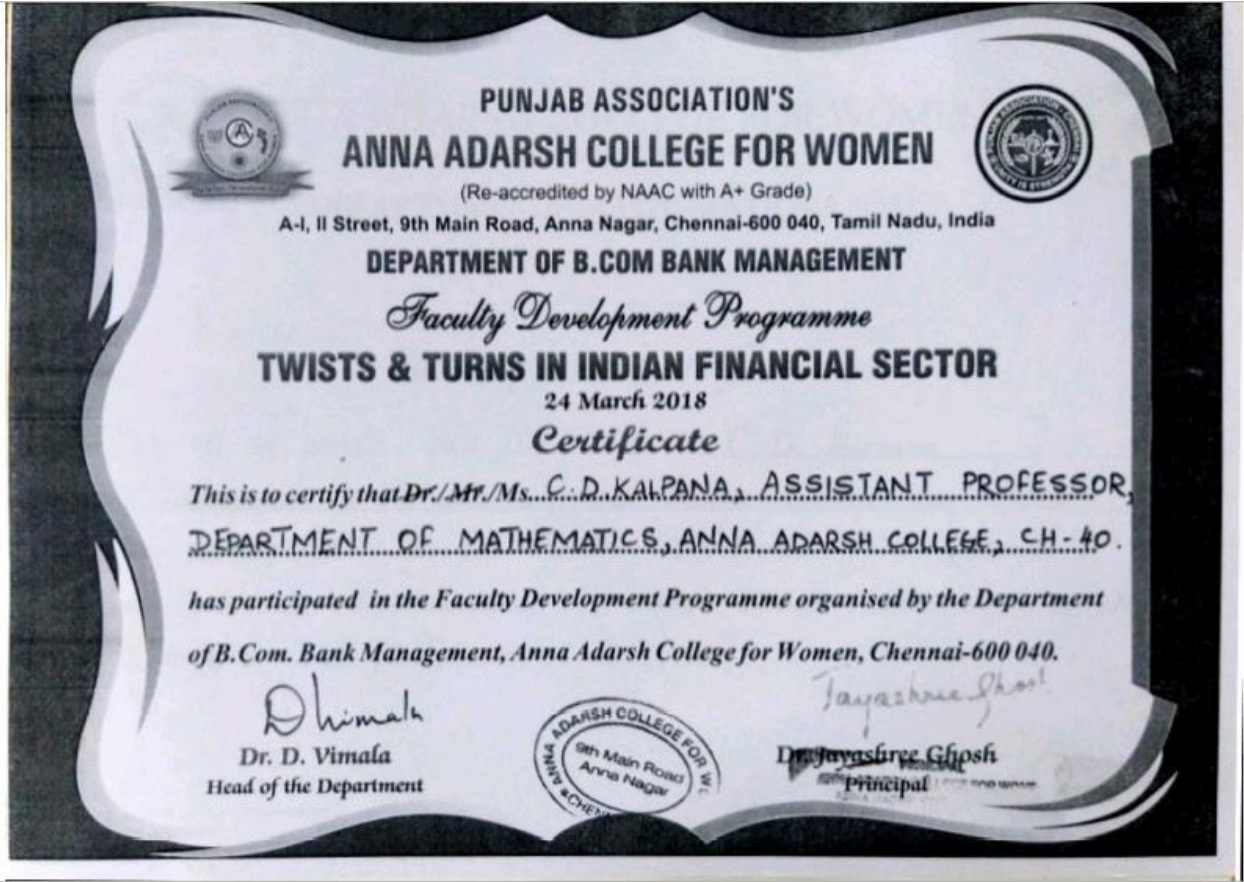 PUNJAB ASSOCIATION'S
ANNA ADARSH COLLEGE FOR WOMEN
(Re-accredited by NAAC with A+ Grade)
A-I, II Street, 9th Main Road, Anna Nagar, Chennai-600 040, Tamil Nadu, India
DEPARTMENT OF B.COM BANK MANAGEMENT
Faculty Development Programme
TWISTS & TURNS IN INDIAN FINANCIAL SECTOR
24 March 2018
Certificate
This is to certify that Dr./Mr./Ms. C.D.KALPANA, ASSISTANT PROFESSOR,
DEPARTMENT OF MATHEMATICS, ANNA ADARSH COLLEGE, CH-40.
has participated in the Faculty Development Programme organised by the Department
of B.Com. Bank Management, Anna Adarsh College for Women, Chennai-600 040.
Dhimala
Jayashree Ghosh
ANNA ADARSH COLLEGE FOR
9th Main Road
Anna Nagar
Dr. D. Vimala
Head of the Department
Dr. Jayashree Ghosh
Principal